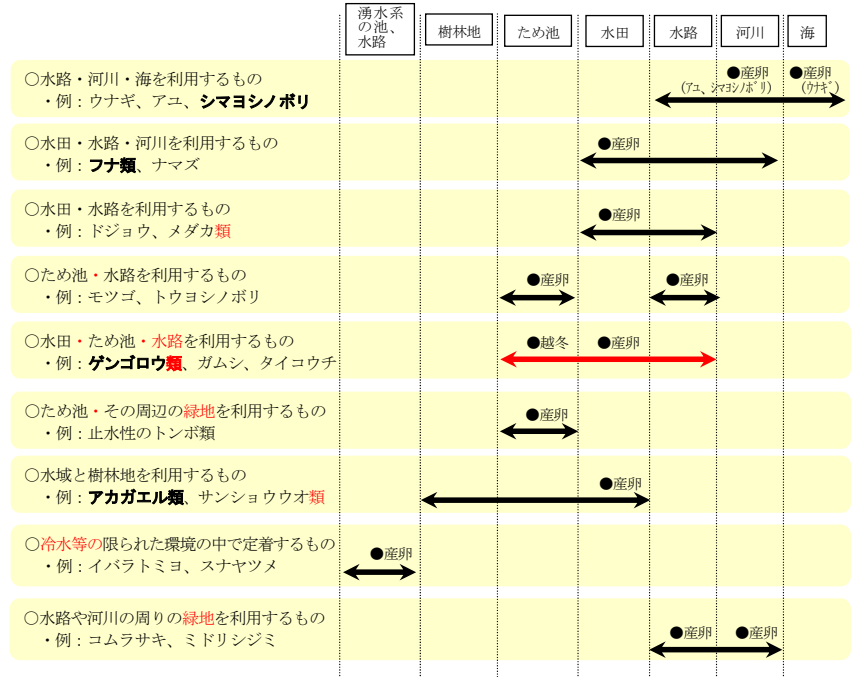 湧水系
の池、
水路
樹林地
ため池
水田
水路
河川
海
○水路・河川・海を利用するもの
・例：ウナギ、アユ、シマヨシノボリ
●産卵
(アユ、シマヨシノボリ)
●産卵
(ウナギ)
○水田・水路・河川を利用するもの
・例：フナ類、ナマズ
●産卵
○水田・水路を利用するもの
・例：ドジョウ、メダカ類
●産卵
○ため池・水路を利用するもの
・例：モツゴ、トウヨシノボリ
●産卵
●産卵
○水田・ため池・水路を利用するもの
・例：ゲンゴロウ類、ガムシ、タイコウチ
●越冬
●産卵
○ため池・その周辺の緑地を利用するもの
・例：止水性のトンボ類
●産卵
○水域と樹林地を利用するもの
・例：アカガエル類、サンショウウオ類
●産卵
○冷水等の限られた環境の中で定着するもの
・例：イバラトミヨ、スナヤツメ
●産卵
○水路や河川の周りの緑地を利用するもの
・例：コムラサキ、ミドリシジミ
●産卵
●産卵